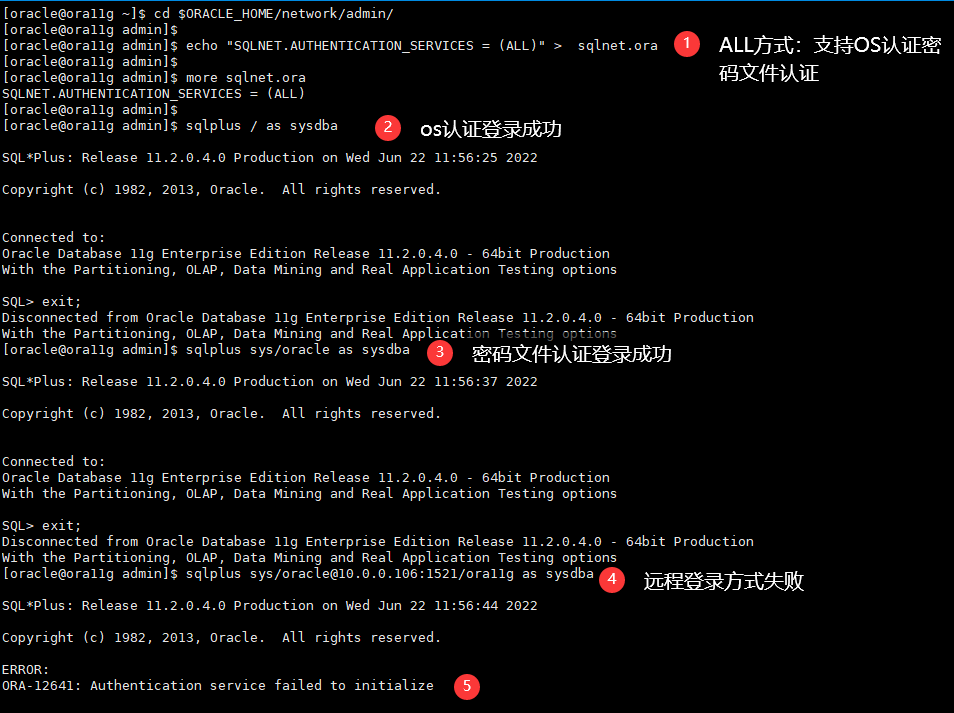 [oracle@ora11g ~]$ cd $ORACLE_HOME/network/admin/
[oracle@ora11g admin]$
[oracle@ora11g admin]$ echo "SQLNET.AUTHENTICATION_SERVICES = (ALL)" >  sqlnet.ora 1 ALL方式：支持OS认证密
码文件认证
[oracle@ora11g admin]$
[oracle@ora11g admin]$ more sqlnet.ora
SQLNET.AUTHENTICATION_SERVICES = (ALL)
[oracle@ora11g admin]$
[oracle@ora11g admin]$ sqlplus / as sysdba 2 os认证登录成功
SQL*Plus: Release 11.2.0.4.0 Production on Wed Jun 22 11:56:25 2022
Copyright (c) 1982, 2013, Oracle.  All rights reserved.
Connected to:
Oracle Database 11g Enterprise Edition Release 11.2.0.4.0 - 64bit Production
With the Partitioning, OLAP, Data Mining and Real Application Testing options
SQL> exit;
Disconnected from Oracle Database 11g Enterprise Edition Release 11.2.0.4.0 - 64bit Production
With the Partitioning, OLAP, Data Mining and Real Application Testing options
[oracle@ora11g admin]$ sqlplus sys/oracle as sysdba 3 密码文件认证登录成功
SQL*Plus: Release 11.2.0.4.0 Production on Wed Jun 22 11:56:37 2022
Copyright (c) 1982, 2013, Oracle.  All rights reserved.
Connected to:
Oracle Database 11g Enterprise Edition Release 11.2.0.4.0 - 64bit Production
With the Partitioning, OLAP, Data Mining and Real Application Testing options
SQL> exit;
Disconnected from Oracle Database 11g Enterprise Edition Release 11.2.0.4.0 - 64bit Production
With the Partitioning, OLAP, Data Mining and Real Application Testing options
[oracle@ora11g admin]$ sqlplus sys/oracle@10.0.0.106:1521/ora11g as sysdba 4 远程登录方式失败
SQL*Plus: Release 11.2.0.4.0 Production on Wed Jun 22 11:56:44 2022
Copyright (c) 1982, 2013, Oracle.  All rights reserved.
ERROR:
ORA-12641: Authentication service failed to initialize 5